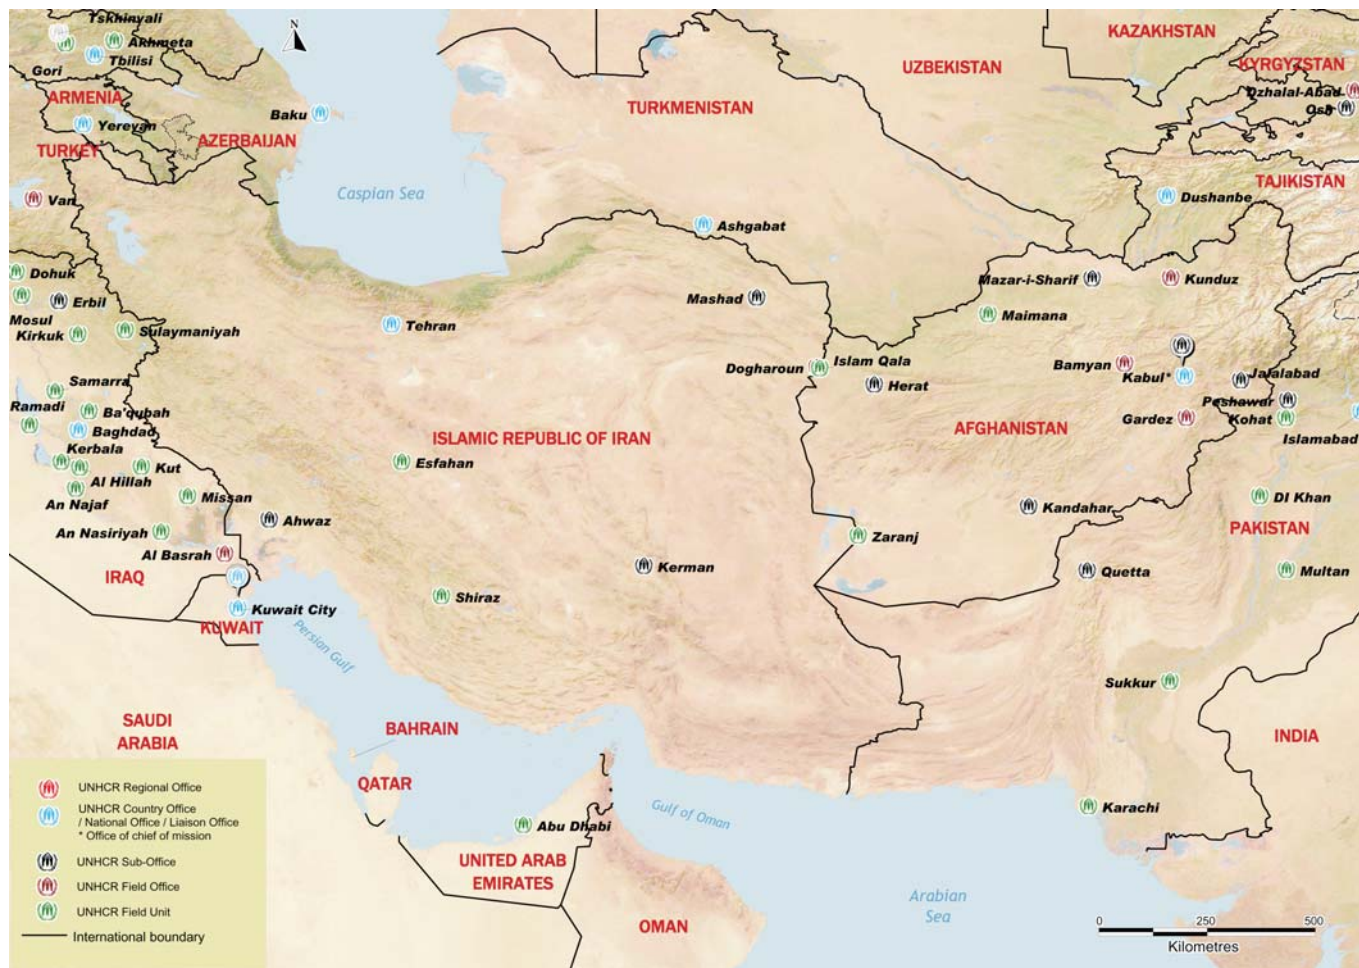 Tskhinyali
N
KAZAKHSTAN
Akhmeta
Tbilisi
Gori
UZBEKISTAN
KYRGYZSTAN
ARMENIA
Dzhalal-Abad
Osh
TURKMENISTAN
Baku
Yerevan
AZERBAIJAN
TURKEY
TAJIKISTAN
Caspian Sea
Van
Dushanbe
Ashgabat
Dohuk
Mazar-i-Sharif
Kunduz
Erbil
Mashad
Mosul
Maimana
Kirkuk
Sulaymaniyah
Tehran
Islam Qala
Dogharoun
Bamyan
Kabul*
Jalalabad
Herat
Samarra
Peshawar
Ramadi
Ba'qubah
Kohat
Gardez
Baghdad
AFGHANISTAN
ISLAMIC REPUBLIC OF IRAN
Islamabad
Kerbala
Esfahan
Kut
Al Hillah
Missan
DI Khan
An Najaf
Kandahar
Ahwaz
PAKISTAN
An Nasiriyah
Zaranj
Al Basrah
Kerman
Quetta
Multan
IRAQ
Shiraz
Kuwait City
KUWAIT
Persian Gulf
Sukkur
SAUDI
ARABIA
BAHRAIN
INDIA
QATAR
Gulf of Oman
Karachi
Abu Dhabi
UNITED ARAB
EMIRATES
Arabian
Sea
OMAN
UNHCR Regional Office
UNHCR Country Office
/ National Office / Liaison Office
* Office of chief of mission
UNHCR Sub-Office
UNHCR Field Office
UNHCR Field Unit
International boundary
0 250 500
Kilometres